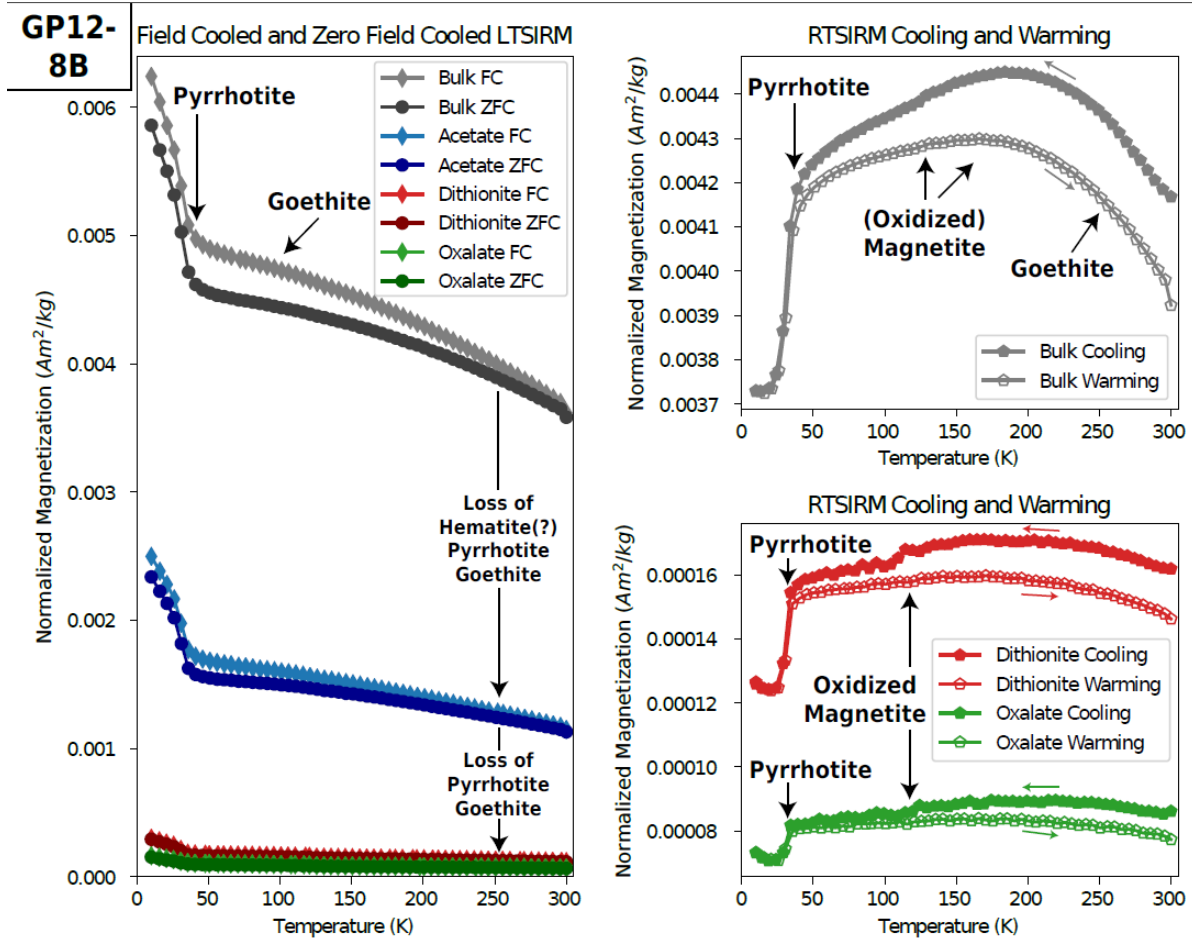 GP12-
8B
Field Cooled and Zero Field Cooled LTSIRM
Normalized Magnetization (Am²/kg)
0.006
0.005
0.004
0.003
0.002
0.001
0.000
0
50
100
150
200
250
300
Temperature (K)
Bulk FC
Bulk ZFC
Acetate FC
Acetate ZFC
Dithionite FC
Dithionite ZFC
Oxalate FC
Oxalate ZFC
Pyrrhotite
Goethite
Loss of
Hematite(?)
Pyrrhotite
Goethite
Loss of
Pyrrhotite
Goethite
RTSIRM Cooling and Warming
Normalized Magnetization (Am²/kg)
0.0044
0.0043
0.0042
0.0041
0.0040
0.0039
0.0038
0.0037
0
50
100
150
200
250
300
Temperature (K)
Pyrrhotite
(Oxidized)
Magnetite
Goethite
Bulk Cooling
Bulk Warming
RTSIRM Cooling and Warming
Normalized Magnetization (Am²/kg)
0.00016
0.00014
0.00012
0.00010
0.00008
0
50
100
150
200
250
300
Temperature (K)
Pyrrhotite
Oxidized
Magnetite
Pyrrhotite
Dithionite Cooling
Dithionite Warming
Oxalate Cooling
Oxalate Warming